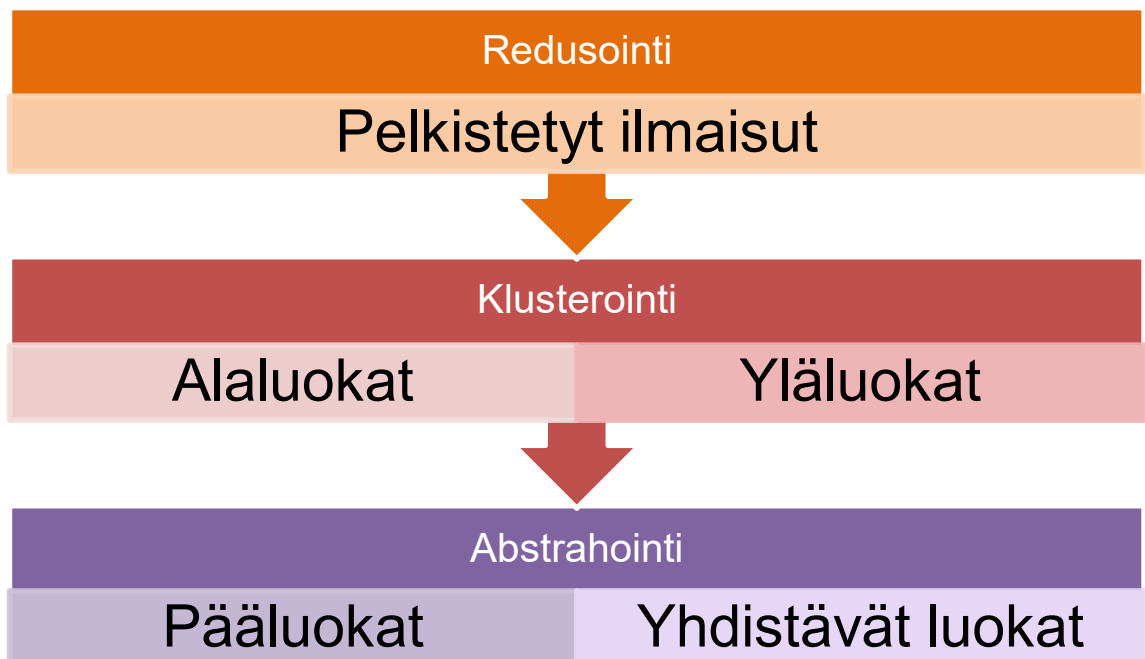 Redusointi
Pelkistetyt ilmaisut
Klusterointi
Alaluokat Yläluokat
Abstrahointi
Pääluokat Yhdistävät luokat